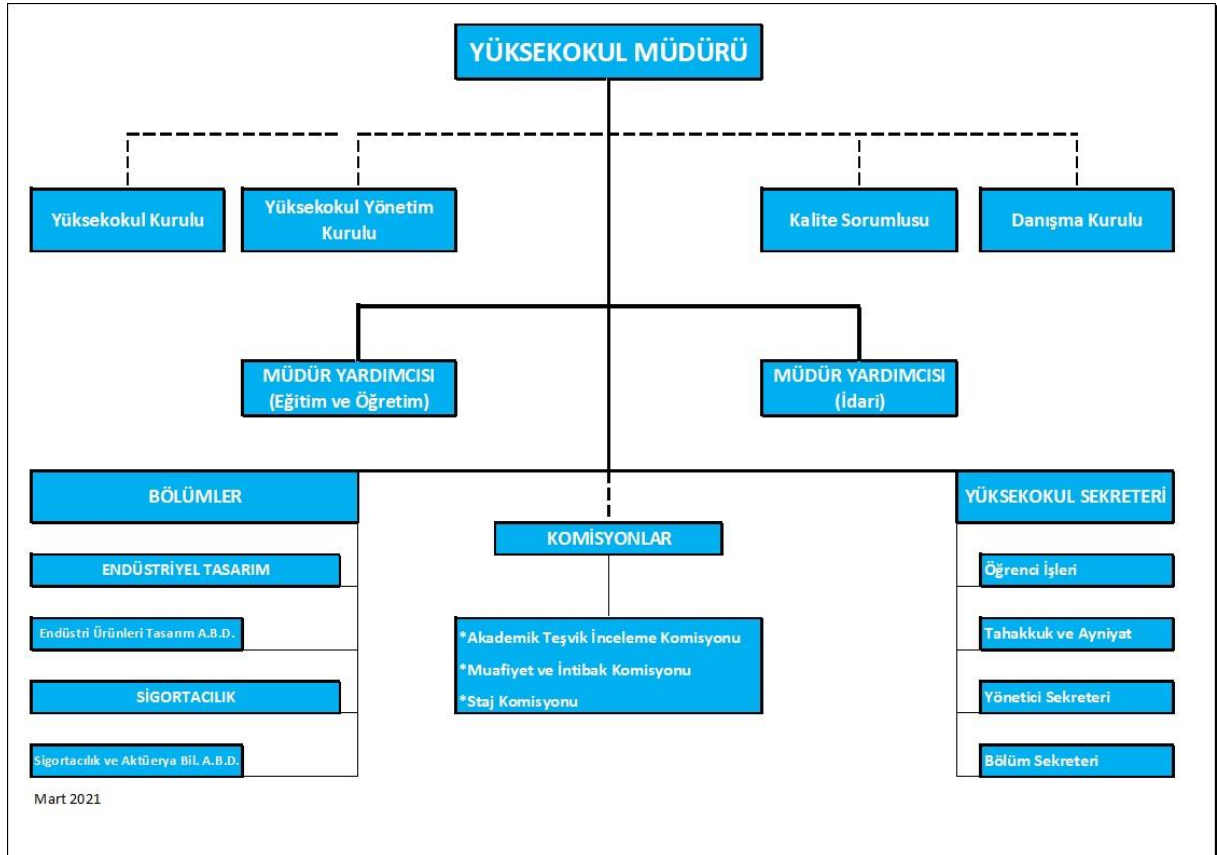 YÜKSEKOKUL MÜDÜRÜ
Yüksekokul Kurulu
Yüksekokul Yönetim
Kurulu
Kalite Sorumlusu
Danışma Kurulu
MÜDÜR YARDIMCISI
(Eğitim ve Öğretim)
MÜDÜR YARDIMCISI
(İdari)
BÖLÜMLER
ENDÜSTRİYEL TASARIM
Endüstri Ürünleri Tasarım A.B.D.
SİGORTACILIK
Sigortacılık ve Aktüerya Bil. A.B.D.
KOMİSYONLAR
*Akademik Teşvik İnceleme Komisyonu
*Muafiyet ve İntibak Komisyonu
*Staj Komisyonu
YÜKSEKOKUL SEKRETERİ
Öğrenci İşleri
Tahakkuk ve Ayniyat
Yönetici Sekreteri
Bölüm Sekreteri
Mart 2021